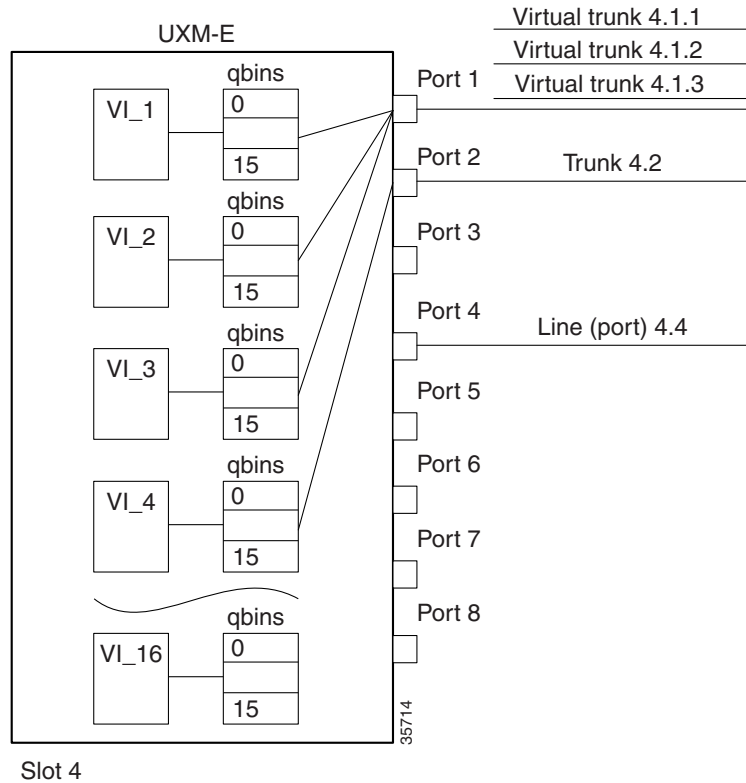 Virtual trunk 4.1.1
UXM-E
Virtual trunk 4.1.2
qbins
Port 1
Virtual trunk 4.1.3
VI_1
0
15
Port 2
Trunk 4.2
qbins
VI_2
0
15
Port 3
Port 4
Line (port) 4.4
qbins
VI_3
0
15
Port 5
Port 6
qbins
VI_4
0
15
Port 7
Port 8
qbins
VI_16
0
15
35714
Slot 4